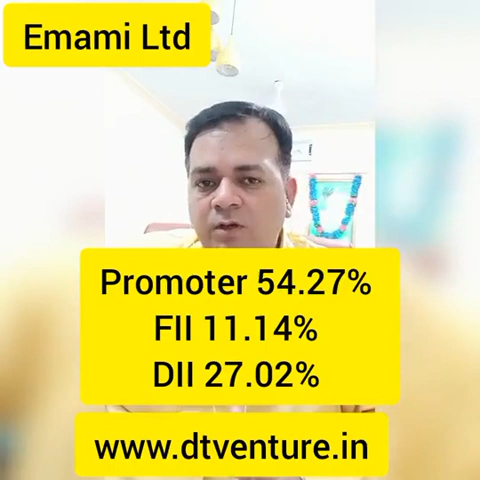 Emami Ltd
Promoter 54.27%
FII 11.14%
DII 27.02%
www.dtventure.in